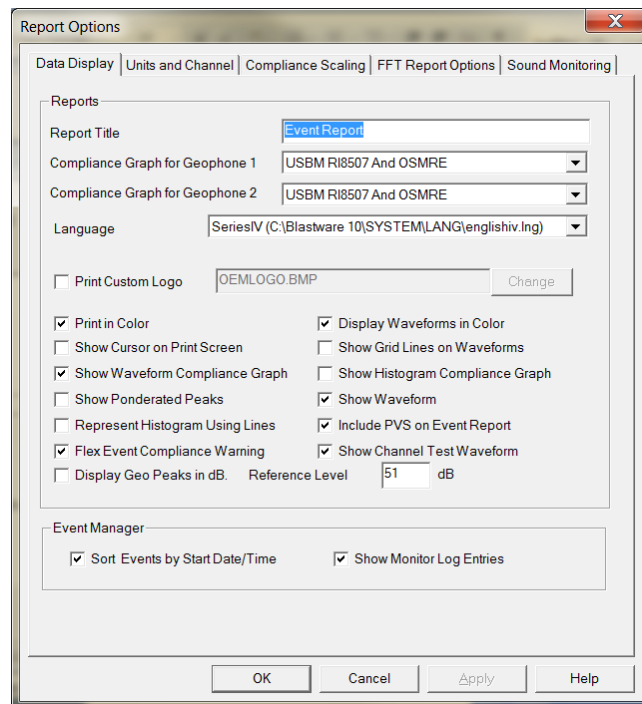 Report Options
Data Display Units and Channel Compliance Scaling FFT Report Options Sound Monitoring
Reports
Report Title Event Report
Compliance Graph for Geophone 1 USBM RI8507 And OSMRE
Compliance Graph for Geophone 2 USBM RI8507 And OSMRE
Language SeriesIV (C:\Blastware 10\SYSTEM\LANG\englishiv.lng)
Print Custom Logo OEMLOGO.BMP Change
Print in Color Display Waveforms in Color
Show Cursor on Print Screen Show Grid Lines on Waveforms
Show Waveform Compliance Graph Show Histogram Compliance Graph
Show Ponderated Peaks Show Waveform
Represent Histogram Using Lines Include PVS on Event Report
Flex Event Compliance Warning Show Channel Test Waveform
Display Geo Peaks in dB. Reference Level 51 dB
Event Manager
Sort Events by Start Date/Time Show Monitor Log Entries
OK Cancel Apply Help